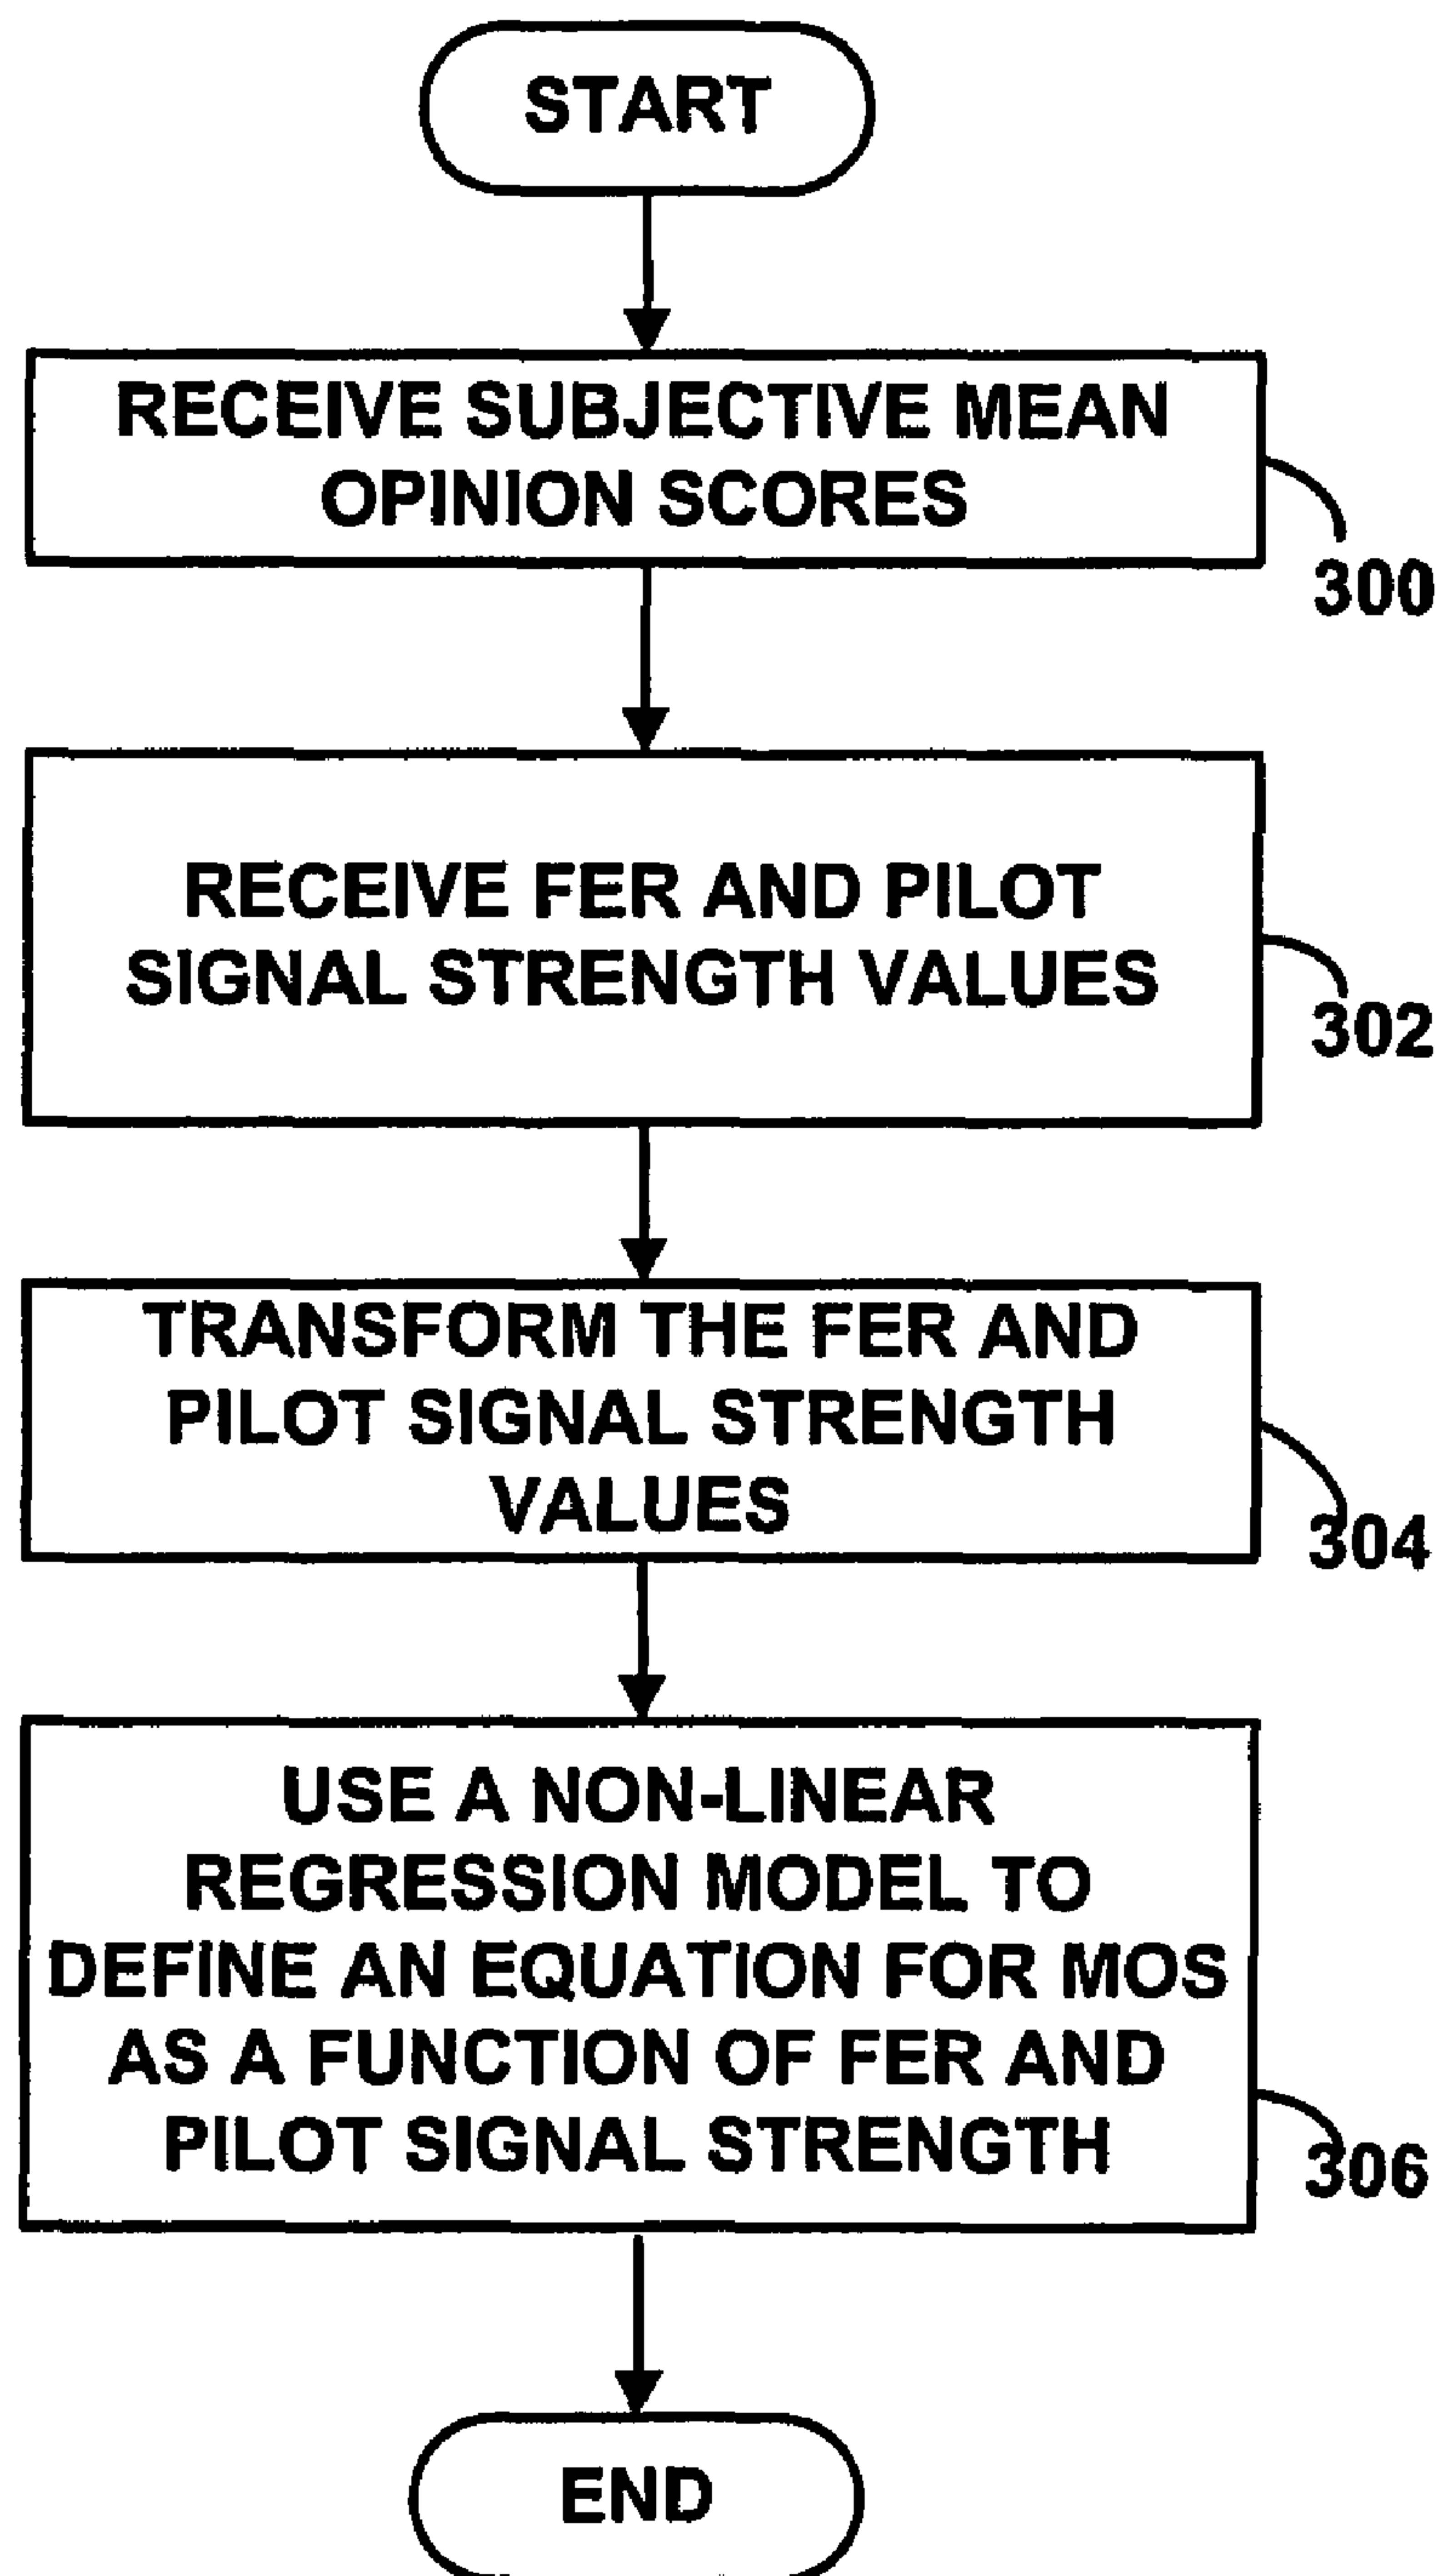 START
RECEIVE SUBJECTIVE MEAN
OPINION SCORES
300
RECEIVE FER AND PILOT
SIGNAL STRENGTH VALUES
302
TRANSFORM THE FER AND
PILOT SIGNAL STRENGTH
VALUES
304
USE A NON-LINEAR
REGRESSION MODEL TO
DEFINE AN EQUATION FOR MOS
AS A FUNCTION OF FER AND
PILOT SIGNAL STRENGTH
306
END